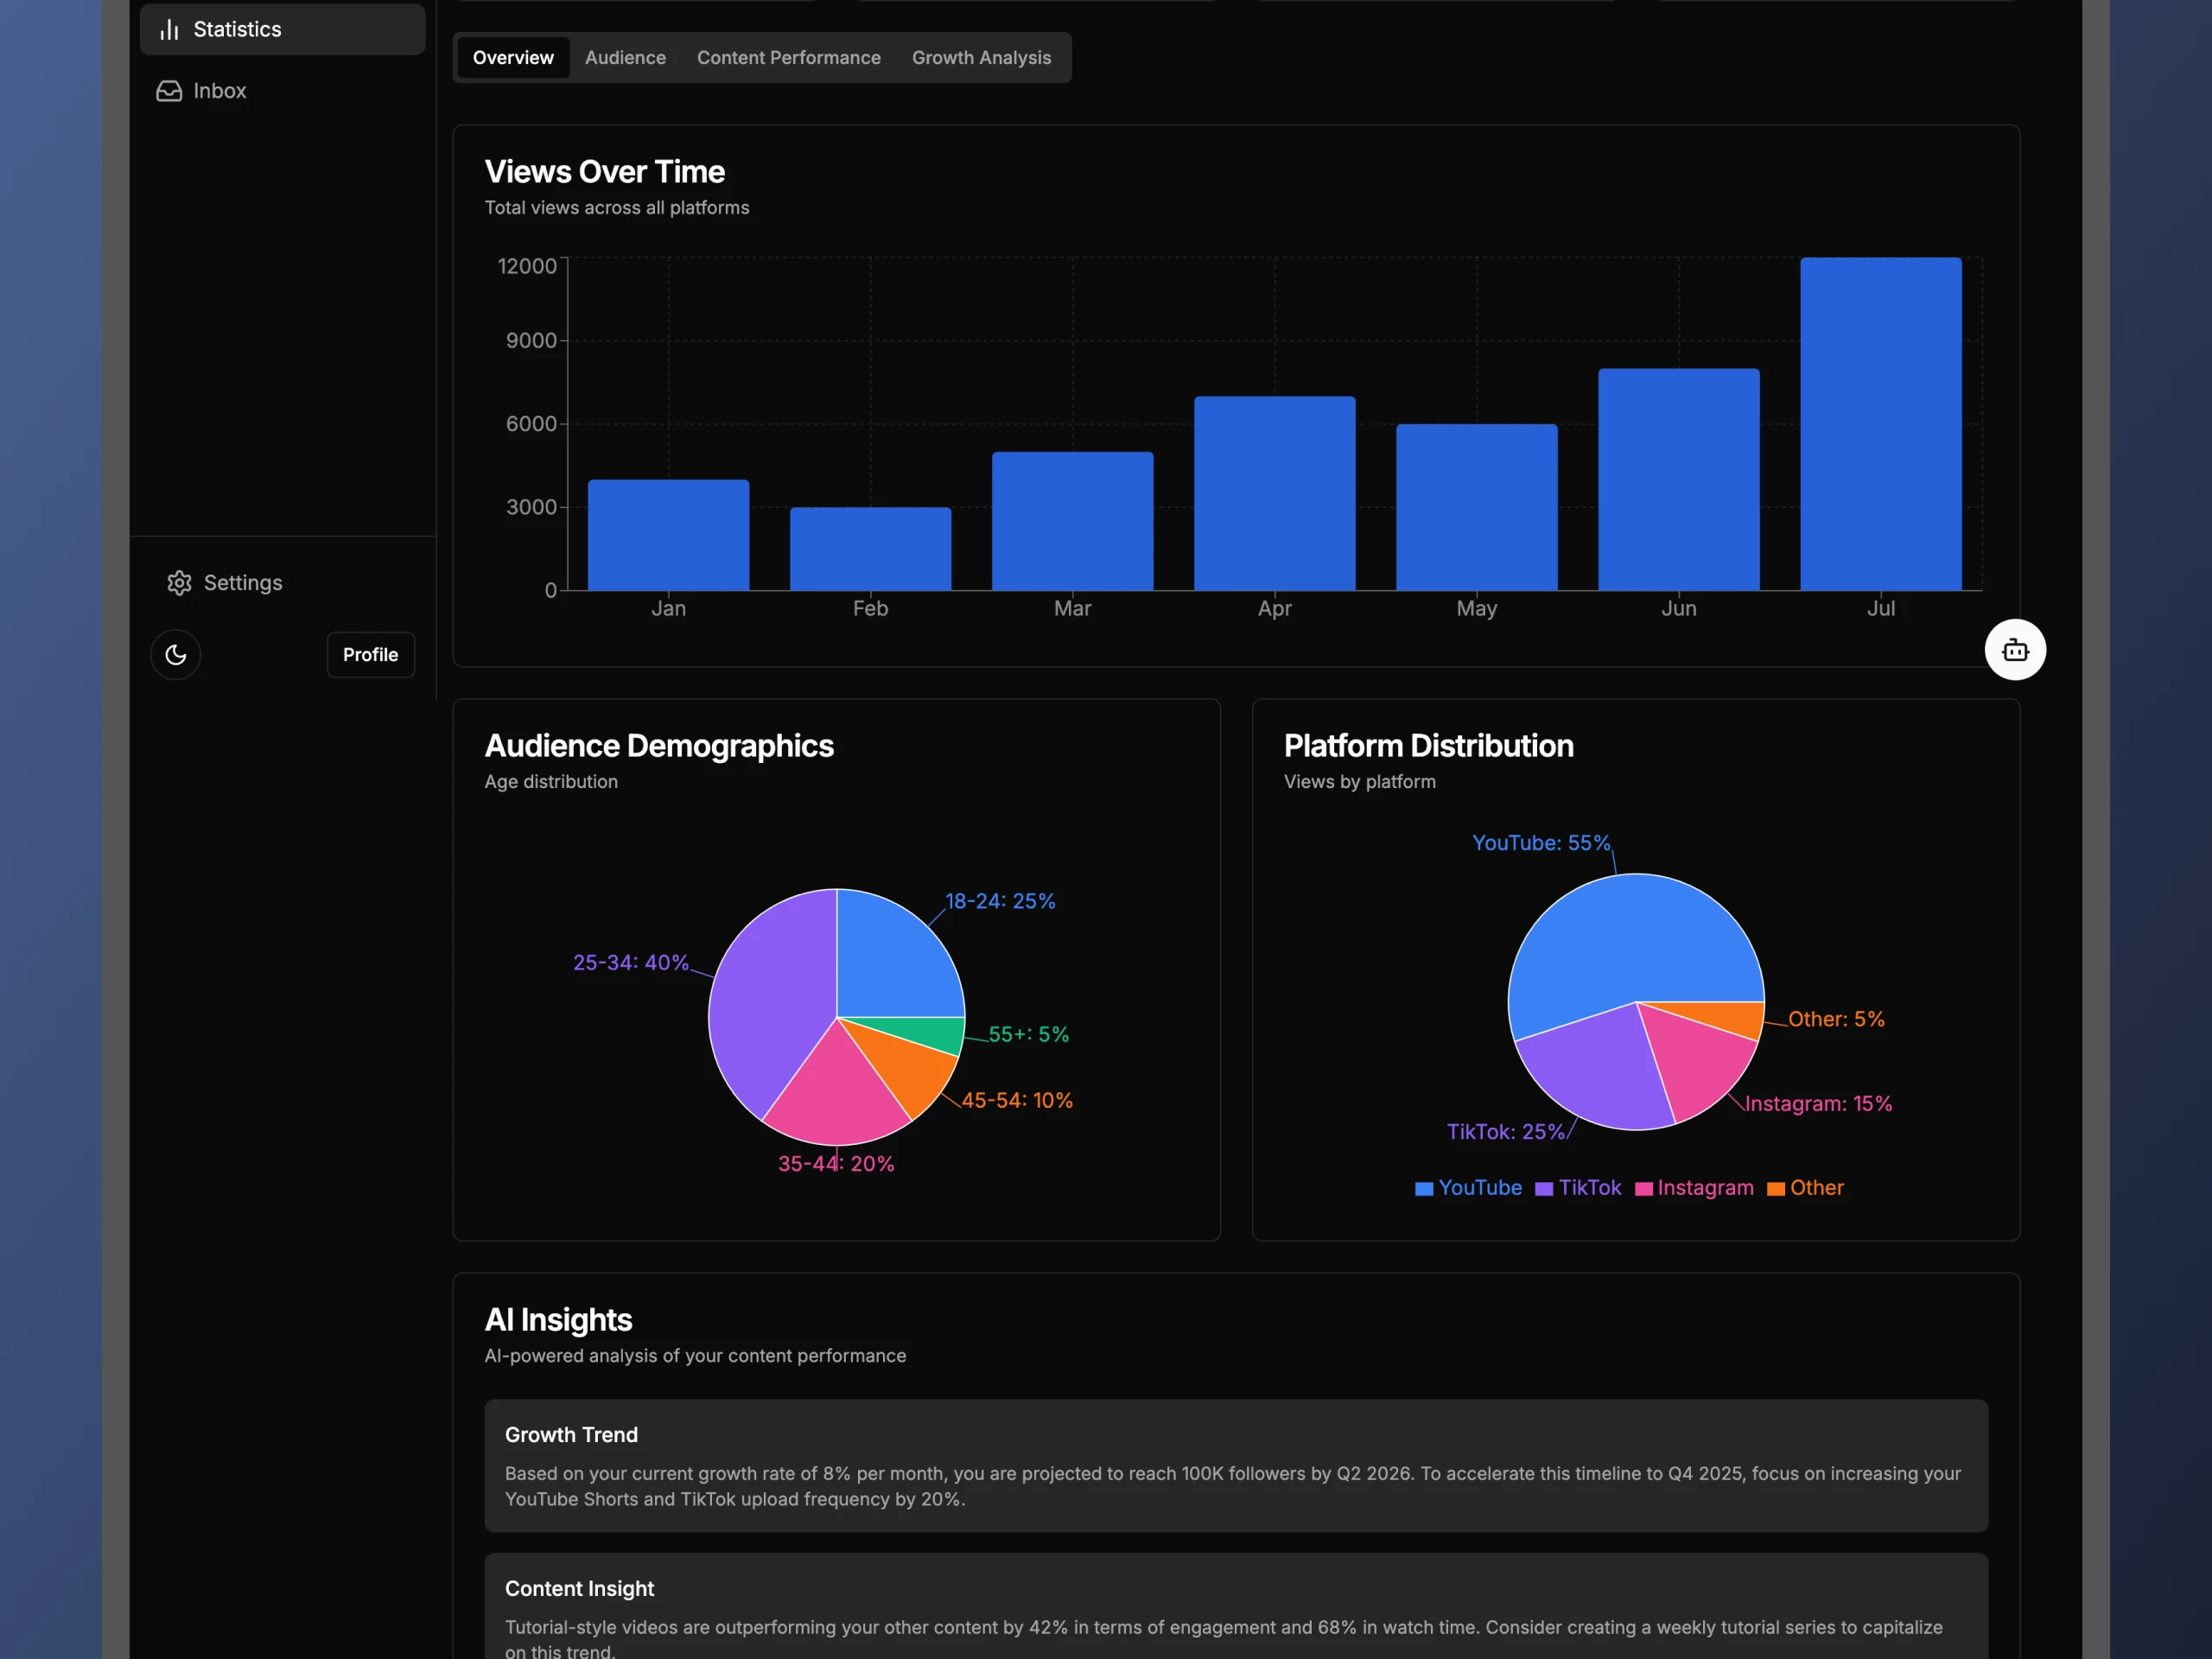 Statistics
Inbox
Settings
Profile
Overview
Audience
Content Performance
Growth Analysis
Views Over Time
Total views across all platforms
12000
9000
6000
3000
0
Jan
Feb
Mar
Apr
May
Jun
Jul
Audience Demographics
Age distribution
18-24: 25%
25-34: 40%
55+: 5%
45-54: 10%
35-44: 20%
Platform Distribution
Views by platform
YouTube: 55%
Other: 5%
Instagram: 15%
TikTok: 25%
YouTube
TikTok
Instagram
Other
AI Insights
AI-powered analysis of your content performance
Growth Trend
Based on your current growth rate of 8% per month, you are projected to reach 100K followers by Q2 2026. To accelerate this timeline to Q4 2025, focus on increasing your
YouTube Shorts and TikTok upload frequency by 20%.
Content Insight
Tutorial-style videos are outperforming your other content by 42% in terms of engagement and 68% in watch time. Consider creating a weekly tutorial series to capitalize
on this trend.